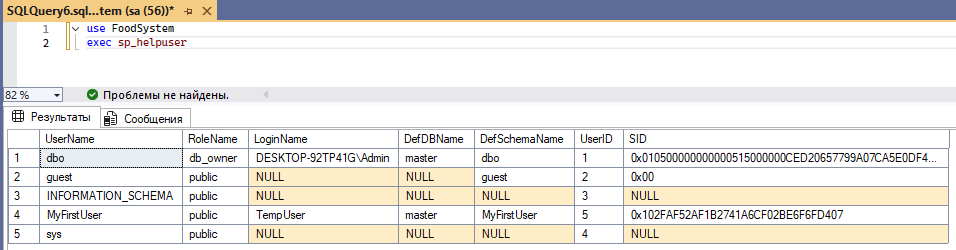 SQLQuery6.sql...tem (sa (56))*
1 use FoodSystem
2 exec sp_helpuser
82 % Проблемы не найдены.
Результаты Сообщения
UserName RoleName LoginName DefDBName DefSchemaName UserID SID
1 dbo db_owner DESKTOP-92TP41G\Admin master dbo 1 0x010500000000000515000000CED20657799A07CA5E0DF4...
2 guest public NULL NULL guest 2 0x00
3 INFORMATION_SCHEMA public NULL NULL NULL 3 NULL
4 MyFirstUser public TempUser master MyFirstUser 5 0x102FAF52AF1B2741A6CF02BE6F6FD407
5 sys public NULL NULL NULL 4 NULL